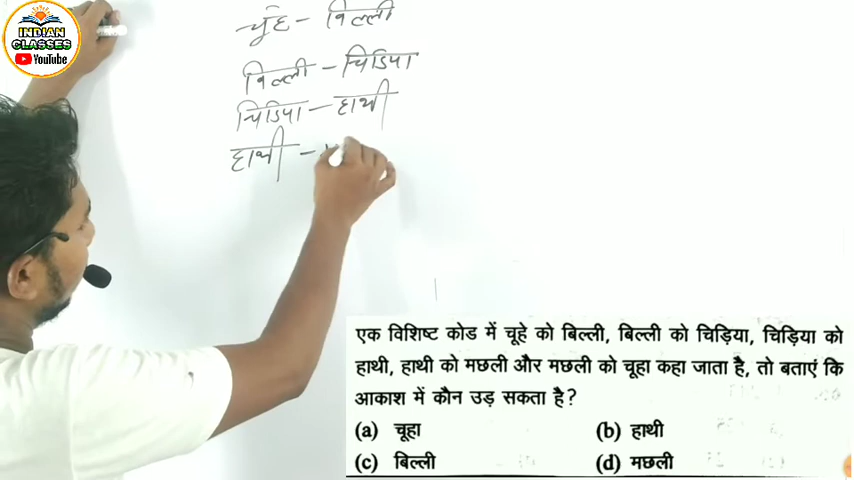 INDIAN
CLASSES
YouTube
चूहे - बिल्ली
बिल्ली - चिडिया
चिडिया - हाथी
हाथी -
एक विशिष्ट कोड में चूहे को बिल्ली, बिल्ली को चिड़िया, चिड़िया को
हाथी, हाथी को मछली और मछली को चूहा कहा जाता है, तो बताएं कि
आकाश में कौन उड़ सकता है?
(a) चूहा (b) हाथी
(c) बिल्ली (d) मछली